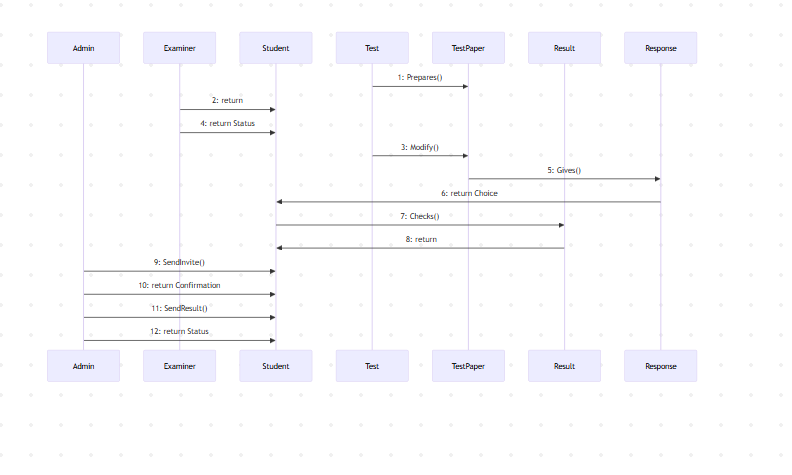 Admin Examiner Student Test TestPaper Result Response
1: Prepares()
2: return
4: return Status
3: Modify()
5: Gives()
6: return Choice
7: Checks()
8: return
9: SendInvite()
10: return Confirmation
11: SendResult()
12: return Status
Admin Examiner Student Test TestPaper Result Response